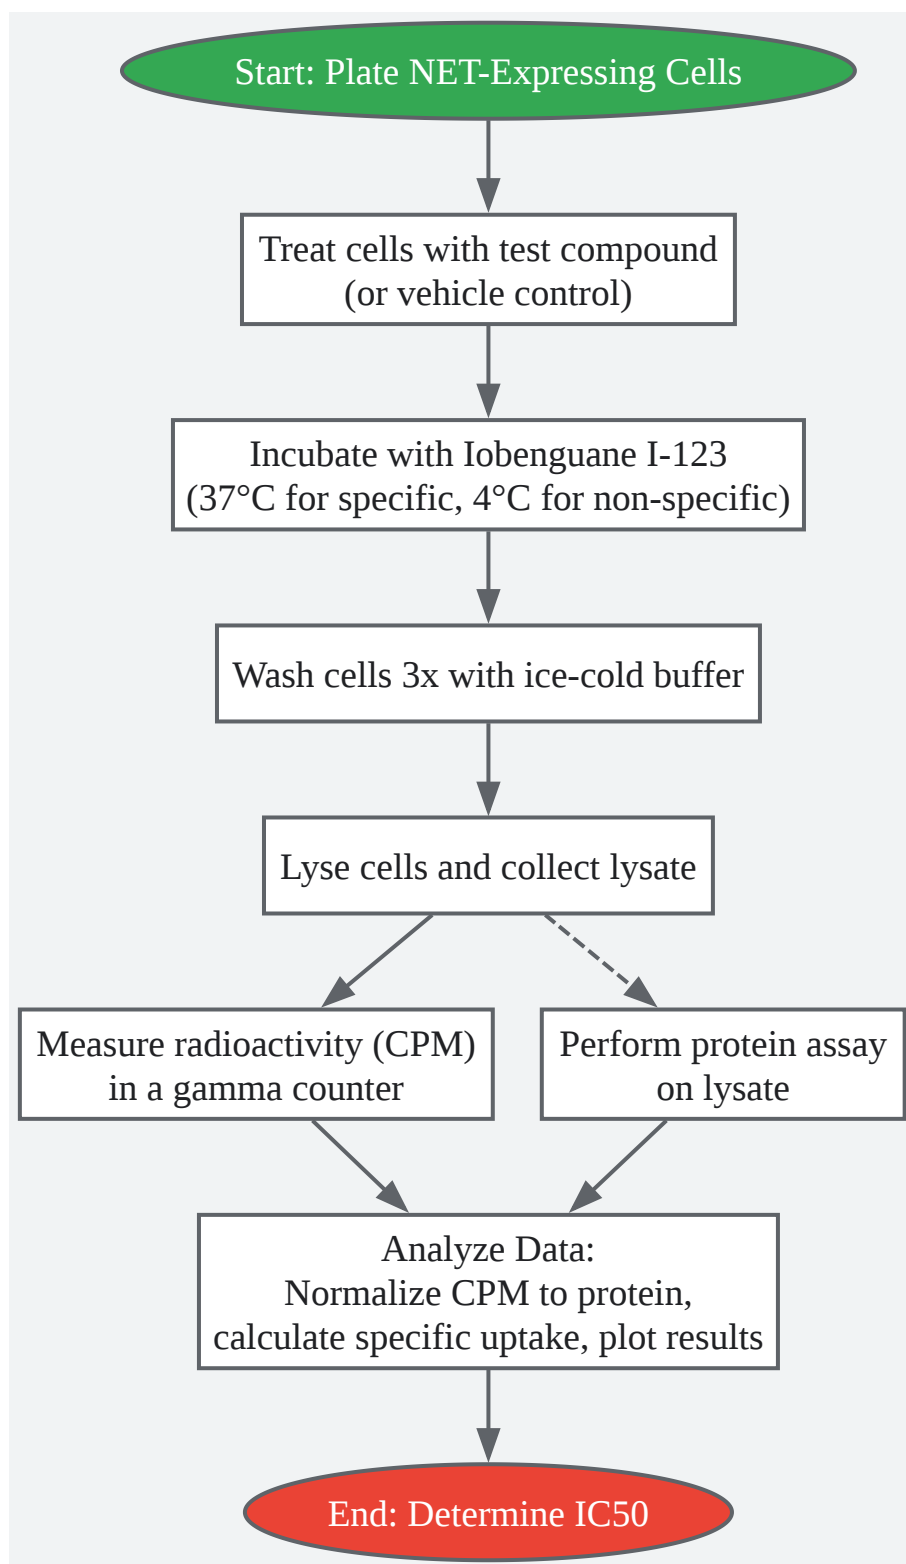 Start: Plate NET-Expressing Cells
Treat cells with test compound
(or vehicle control)
Incubate with Iobenguane I-123
(37°C for specific, 4°C for non-specific)
Wash cells 3x with ice-cold buffer
Lyse cells and collect lysate
Measure radioactivity (CPM)
in a gamma counter
Perform protein assay
on lysate
Analyze Data:
Normalize CPM to protein,
calculate specific uptake, plot results
End: Determine IC50